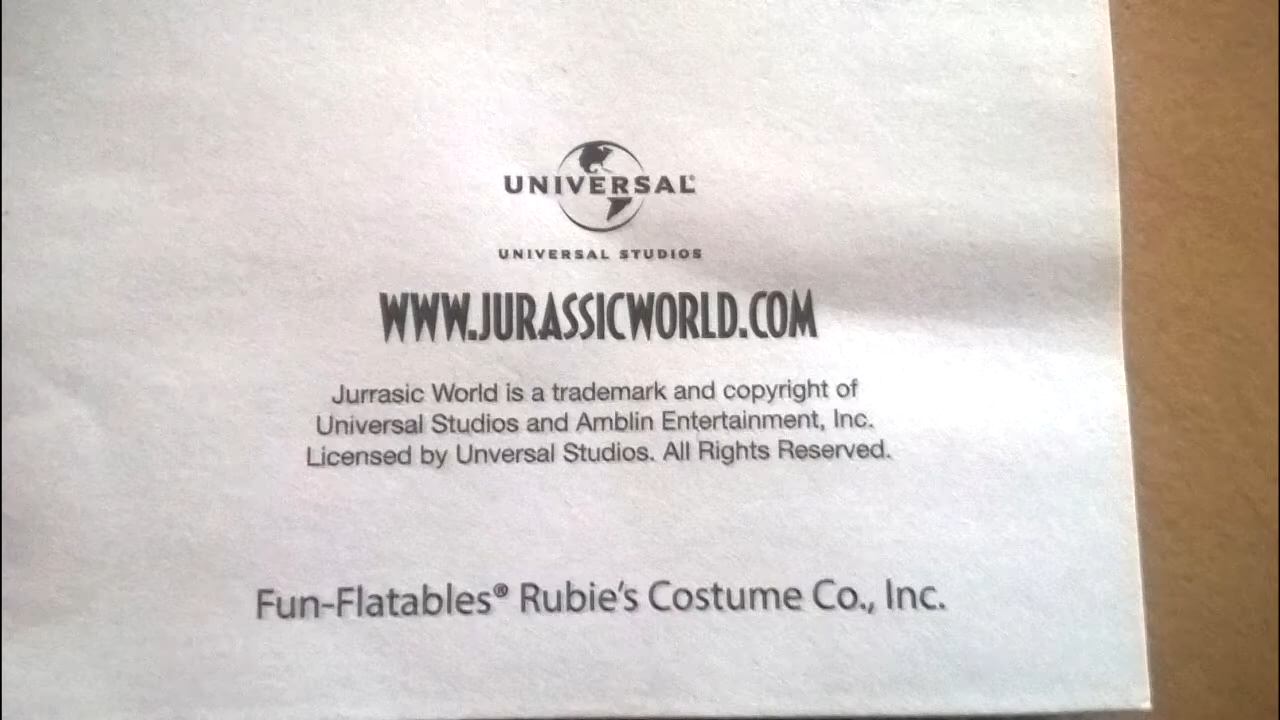 UNIVERSAL®
UNIVERSAL STUDIOS
WWW.JURASSICWORLD.COM
Jurrasic World is a trademark and copyright of
Universal Studios and Amblin Entertainment, Inc.
Licensed by Unversal Studios. All Rights Reserved.
Fun-Flatables® Rubie's Costume Co., Inc.